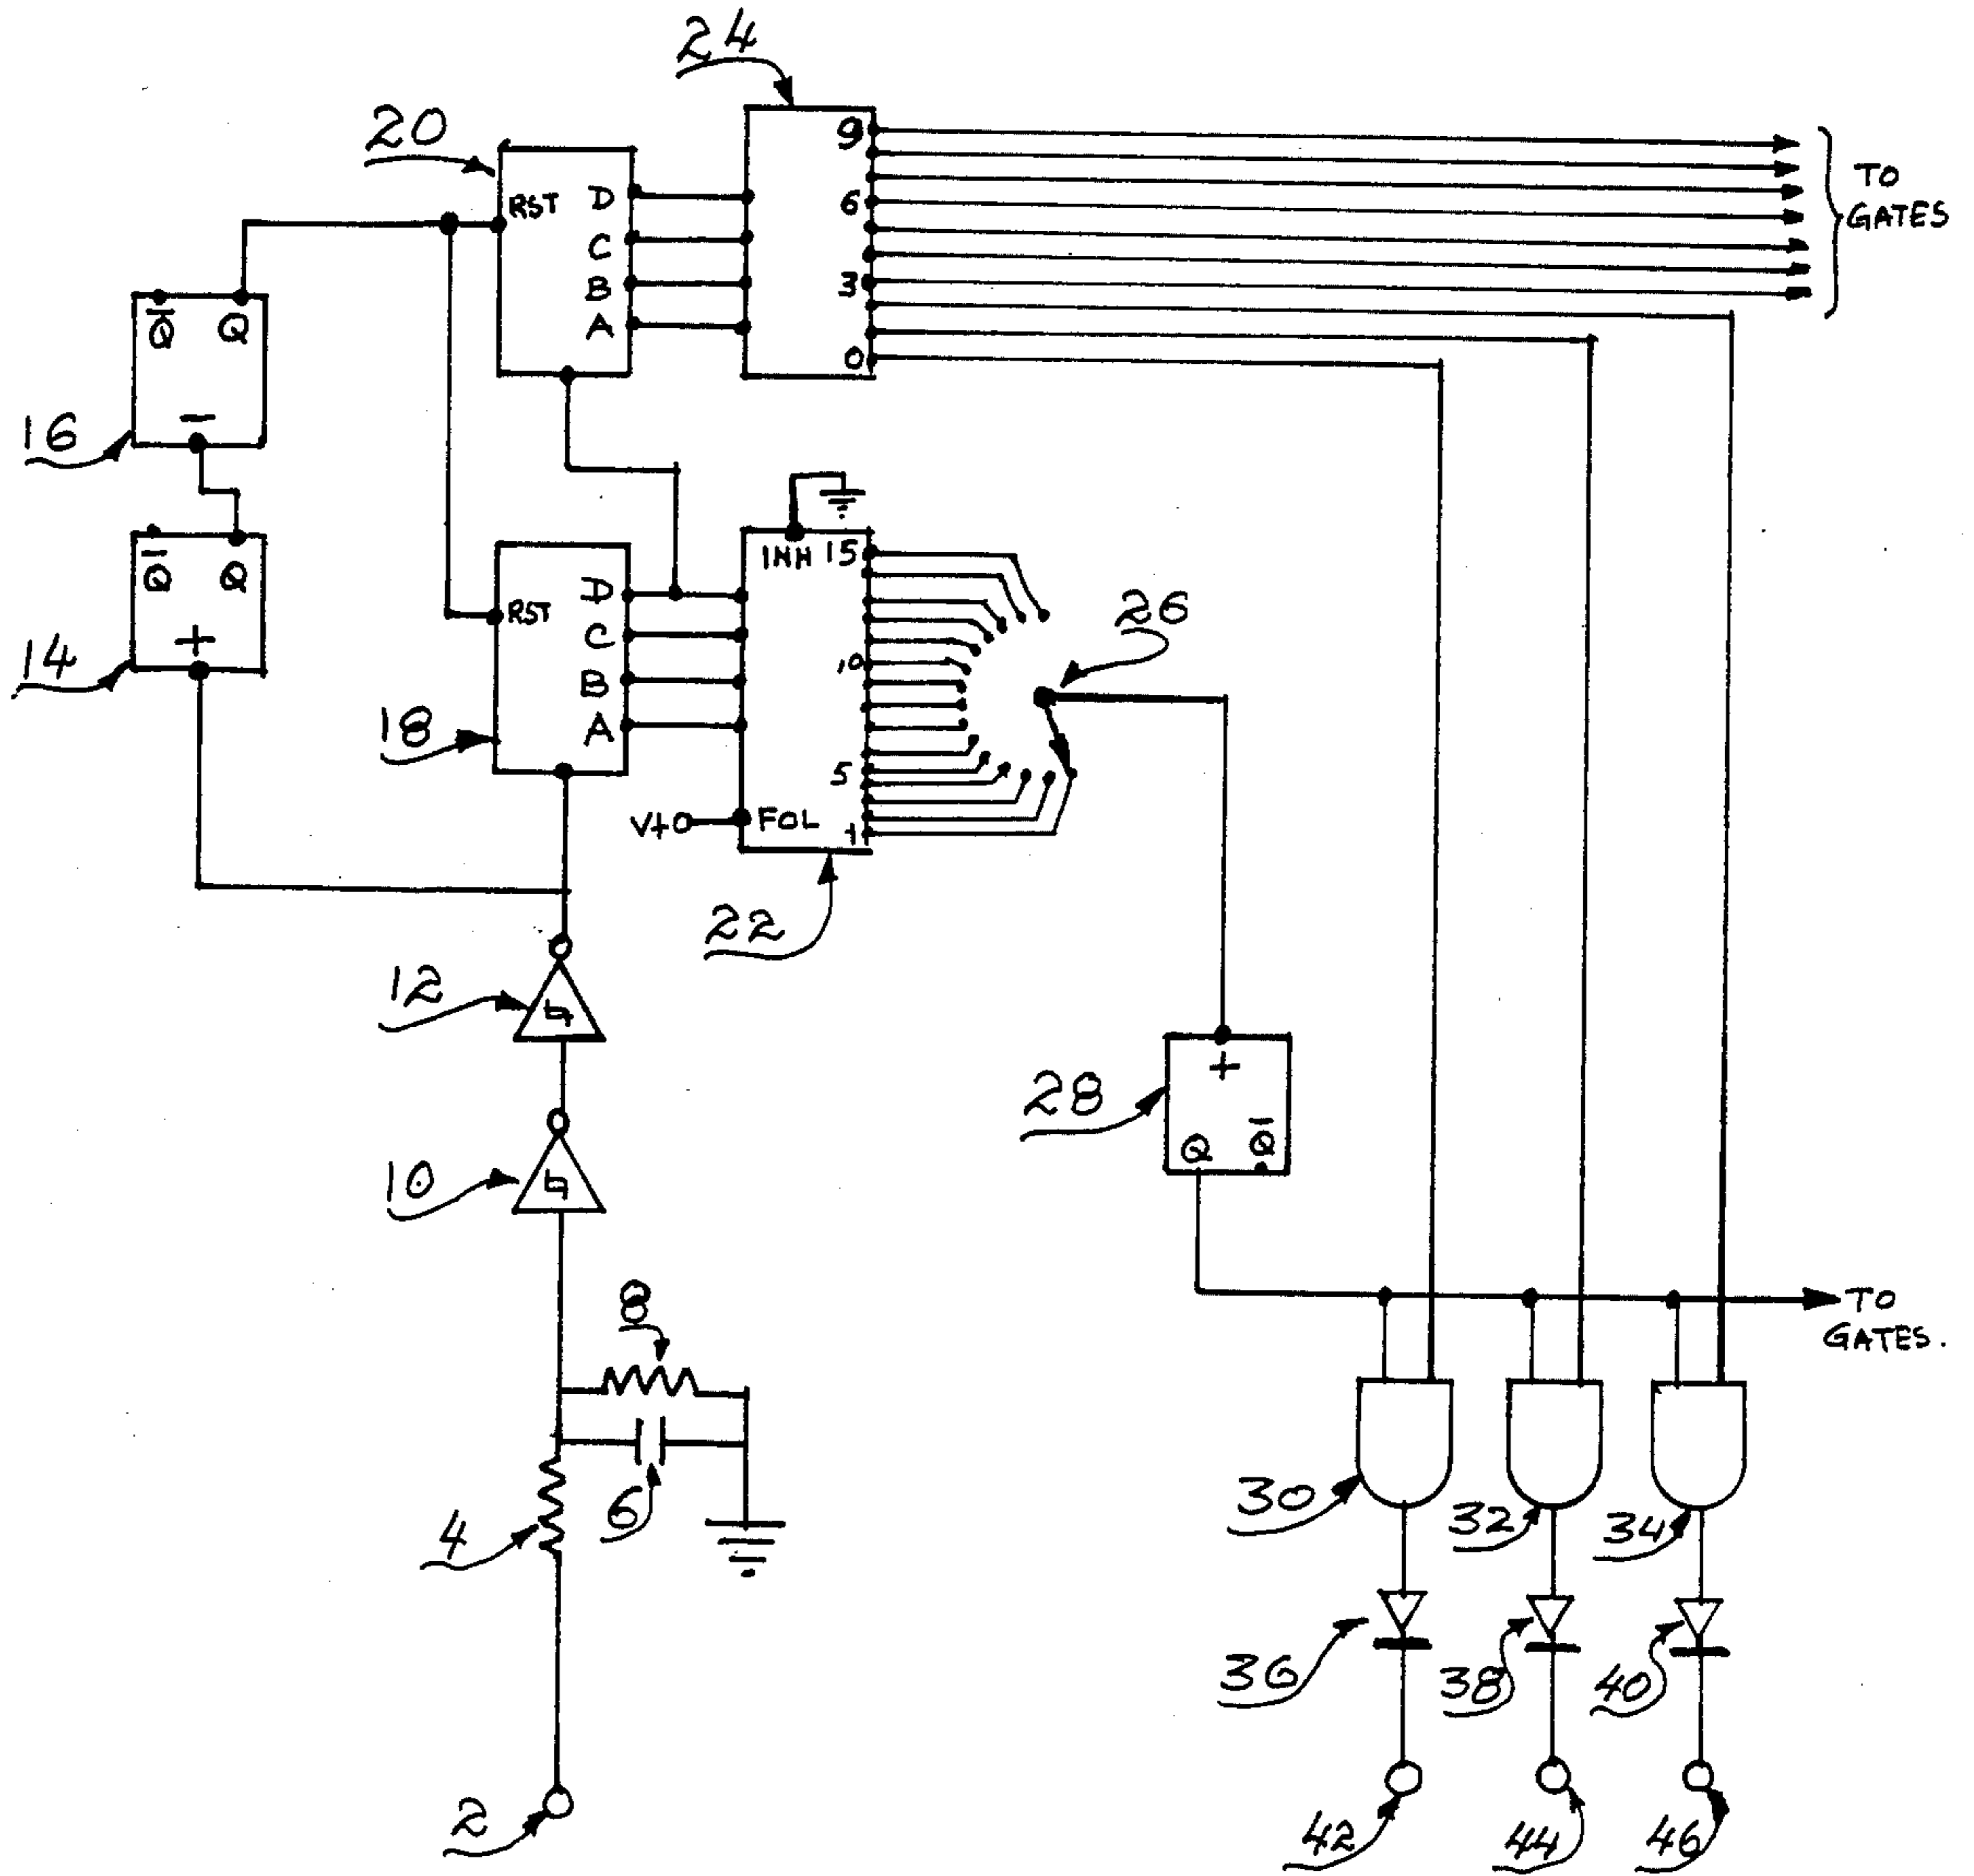 24
20
9
RST
D
6
C
3
B
A
0
TO
GATES
Q̅ Q
−
16
Q̅ Q
+
14
INH 15
RST
D
C
B
A
10
5
1
V+
FOL
18
26
22
12
10
+
Q Q̅
28
8
6
4
2
TO
GATES.
30
32
34
36
38
40
42
44
46